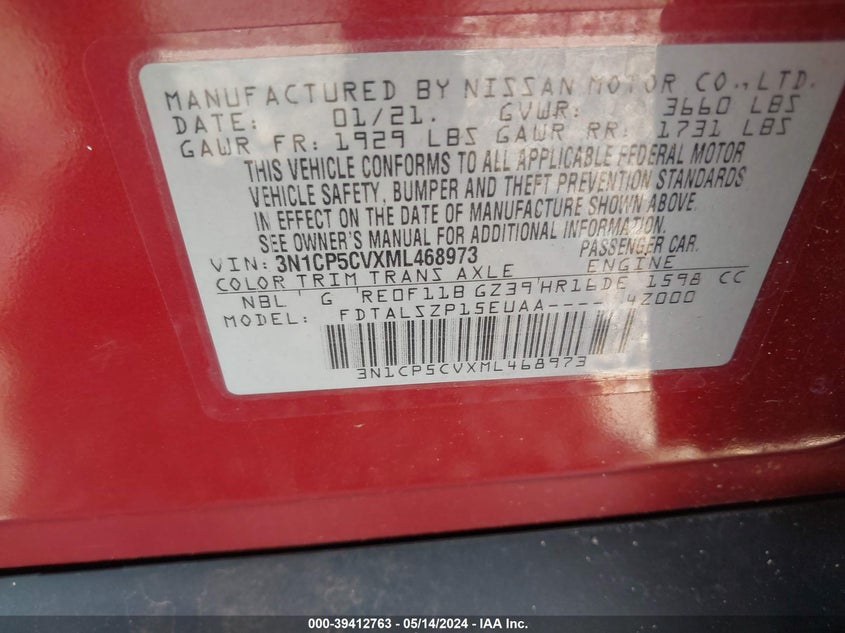 MANUFACTURED BY NISSAN MOTOR CO., LTD.
DATE: 01/21. GVWR: 3660 LBS
GAWR FR: 1929 LBS GAWR RR: 1731 LBS
THIS VEHICLE CONFORMS TO ALL APPLICABLE FEDERAL MOTOR
VEHICLE SAFETY, BUMPER AND THEFT PREVENTION STANDARDS
IN EFFECT ON THE DATE OF MANUFACTURE SHOWN ABOVE.
SEE OWNER'S MANUAL FOR ADDITIONAL INFORMATION.
VIN: 3N1CP5CVXML468973 PASSENGER CAR.
COLOR TRIM TRANS AXLE ENGINE
NBL G RE0F11B GZ39 HR16DE 1598 CC
MODEL: FDTALSZP15EUAA---- 4Z000
3N1CP5CVXML468973
000-39412763 - 05/14/2024 - IAA Inc.